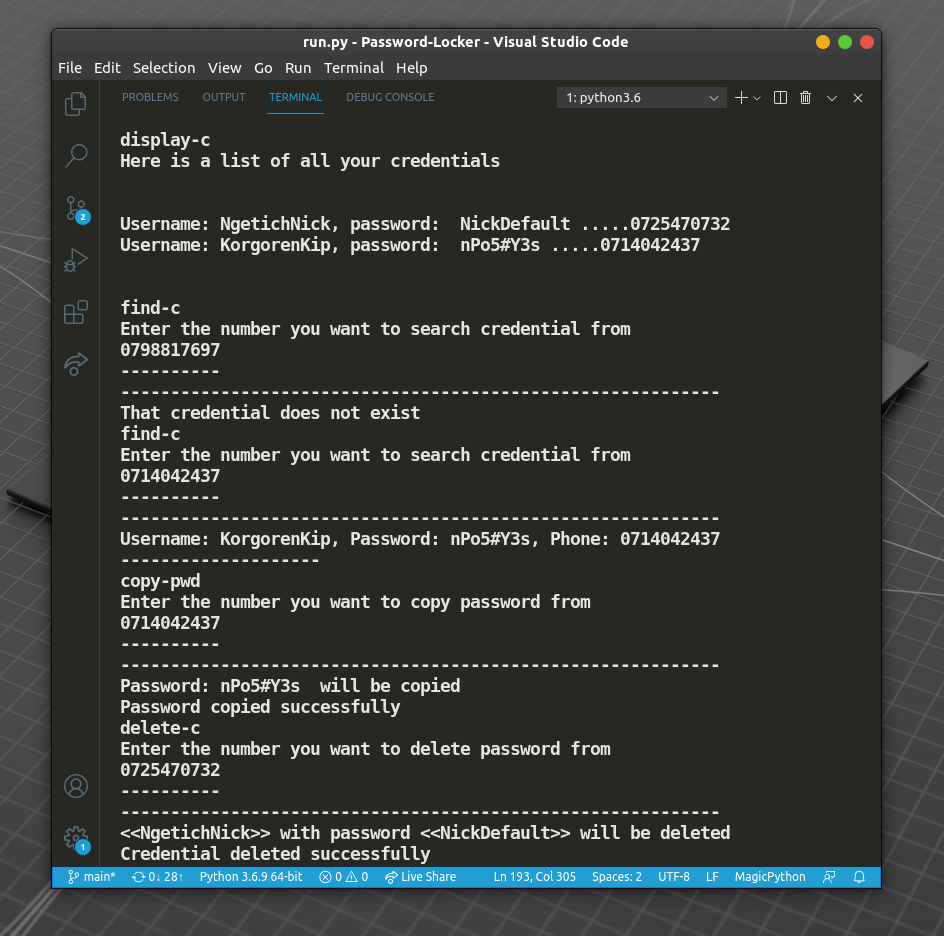 run.py - Password-Locker - Visual Studio Code
File Edit Selection View Go Run Terminal Help
PROBLEMS OUTPUT TERMINAL DEBUG CONSOLE 1: python3.6
display-c
Here is a list of all your credentials
Username: NgetichNick, password:  NickDefault .....0725470732
Username: KorgorenKip, password:  nPo5#Y3s .....0714042437
2
find-c
Enter the number you want to search credential from
0798817697
----------
------------------------------------------------------------
That credential does not exist
find-c
Enter the number you want to search credential from
0714042437
----------
------------------------------------------------------------
Username: KorgorenKip, Password: nPo5#Y3s, Phone: 0714042437
--------------------
copy-pwd
Enter the number you want to copy password from
0714042437
----------
------------------------------------------------------------
Password: nPo5#Y3s  will be copied
Password copied successfully
delete-c
Enter the number you want to delete password from
0725470732
----------
------------------------------------------------------------
<<NgetichNick>> with password <<NickDefault>> will be deleted
Credential deleted successfully
1
main* 0↓ 28↑ Python 3.6.9 64-bit 0 0 Live Share Ln 193, Col 305 Spaces: 2 UTF-8 LF MagicPython